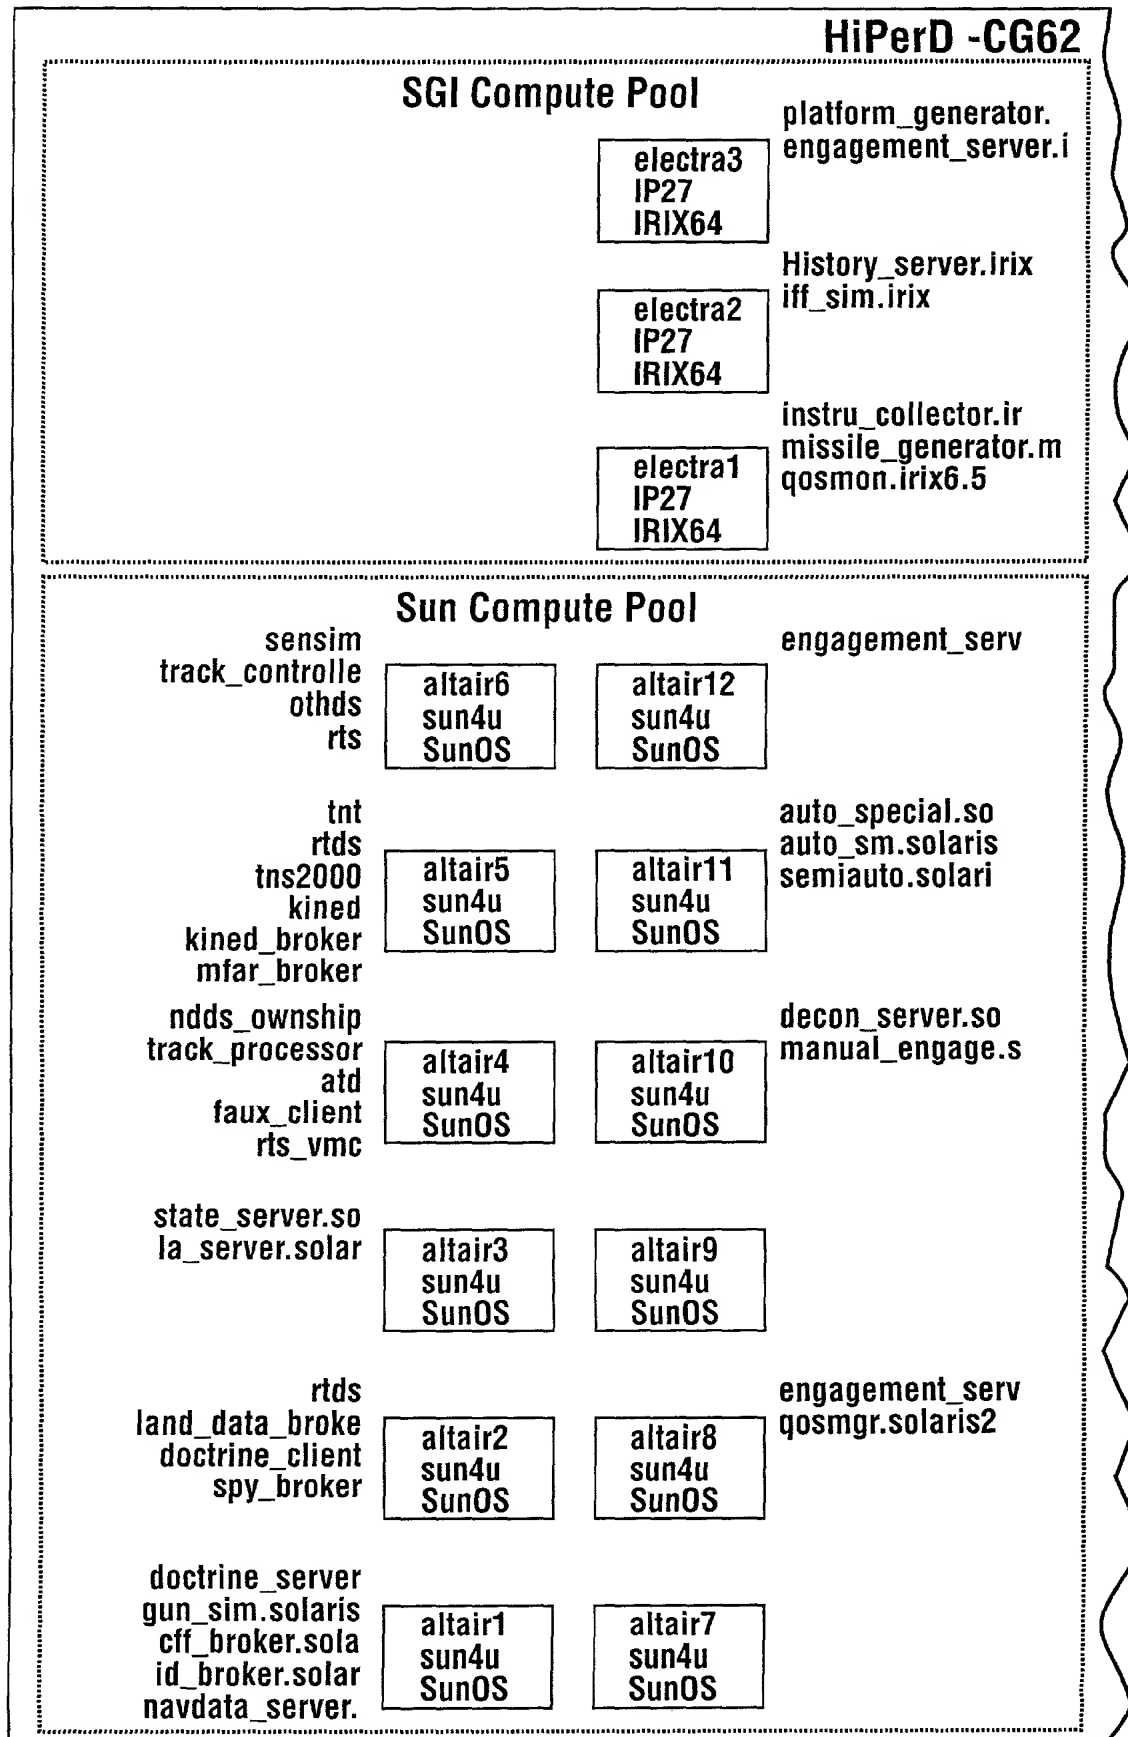 HiPerD -CG62
SGI Compute Pool
platform_generator.
engagement_server.i
electra3
IP27
IRIX64
History_server.irix
iff_sim.irix
electra2
IP27
IRIX64
instru_collector.ir
missile_generator.m
qosmon.irix6.5
electra1
IP27
IRIX64
Sun Compute Pool
sensim
track_controlle
othds
rts
altair6
sun4u
SunOS
altair12
sun4u
SunOS
engagement_serv
tnt
rtds
tns2000
kined
kined_broker
mfar_broker
altair5
sun4u
SunOS
altair11
sun4u
SunOS
auto_special.so
auto_sm.solaris
semiauto.solari
ndds_ownship
track_processor
atd
faux_client
rts_vmc
altair4
sun4u
SunOS
altair10
sun4u
SunOS
decon_server.so
manual_engage.s
state_server.so
la_server.solar
altair3
sun4u
SunOS
altair9
sun4u
SunOS
rtds
land_data_broke
doctrine_client
spy_broker
altair2
sun4u
SunOS
altair8
sun4u
SunOS
engagement_serv
qosmgr.solaris2
doctrine_server
gun_sim.solaris
cff_broker.sola
id_broker.solar
navdata_server.
altair1
sun4u
SunOS
altair7
sun4u
SunOS